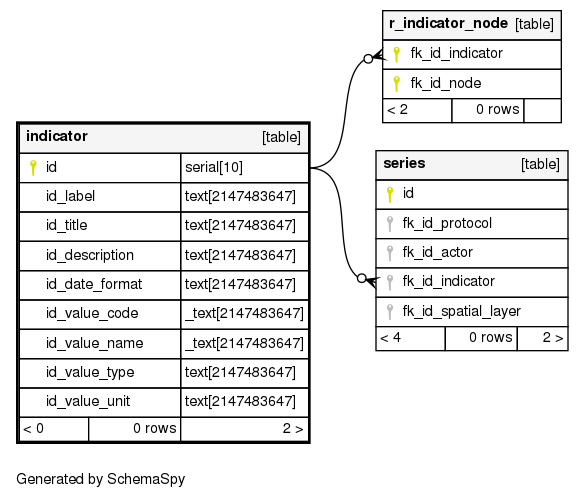 indicator [table]
id serial[10]
id_label text[2147483647]
id_title text[2147483647]
id_description text[2147483647]
id_date_format text[2147483647]
id_value_code _text[2147483647]
id_value_name _text[2147483647]
id_value_type text[2147483647]
id_value_unit text[2147483647]
< 0 0 rows 2 >
r_indicator_node [table]
fk_id_indicator
fk_id_node
< 2 0 rows
series [table]
id
fk_id_protocol
fk_id_actor
fk_id_indicator
fk_id_spatial_layer
< 4 0 rows 2 >
Generated by SchemaSpy